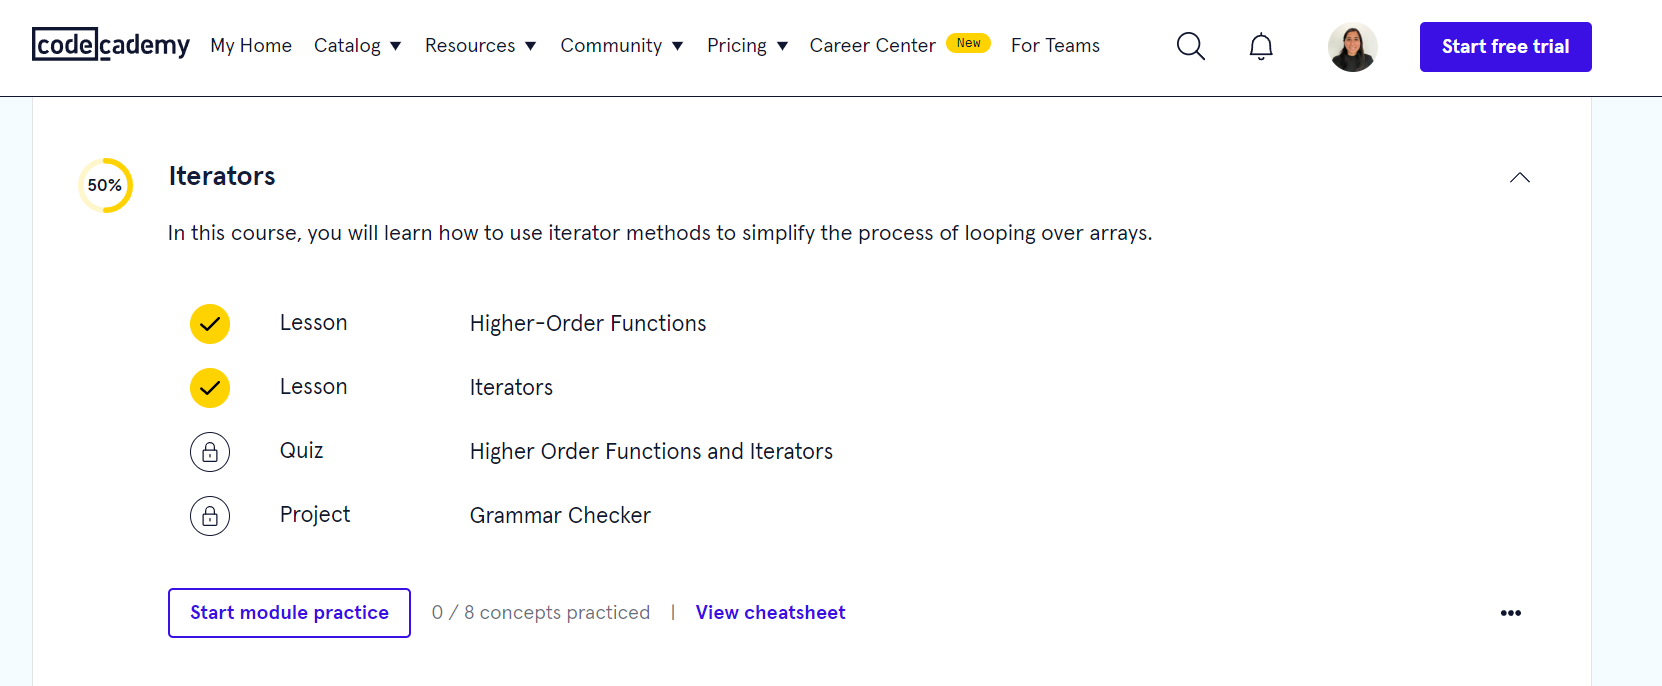 codecademy My Home Catalog Resources Community Pricing Career Center New For Teams Start free trial
50% Iterators
In this course, you will learn how to use iterator methods to simplify the process of looping over arrays.
Lesson Higher-Order Functions
Lesson Iterators
Quiz Higher Order Functions and Iterators
Project Grammar Checker
Start module practice 0 / 8 concepts practiced | View cheatsheet